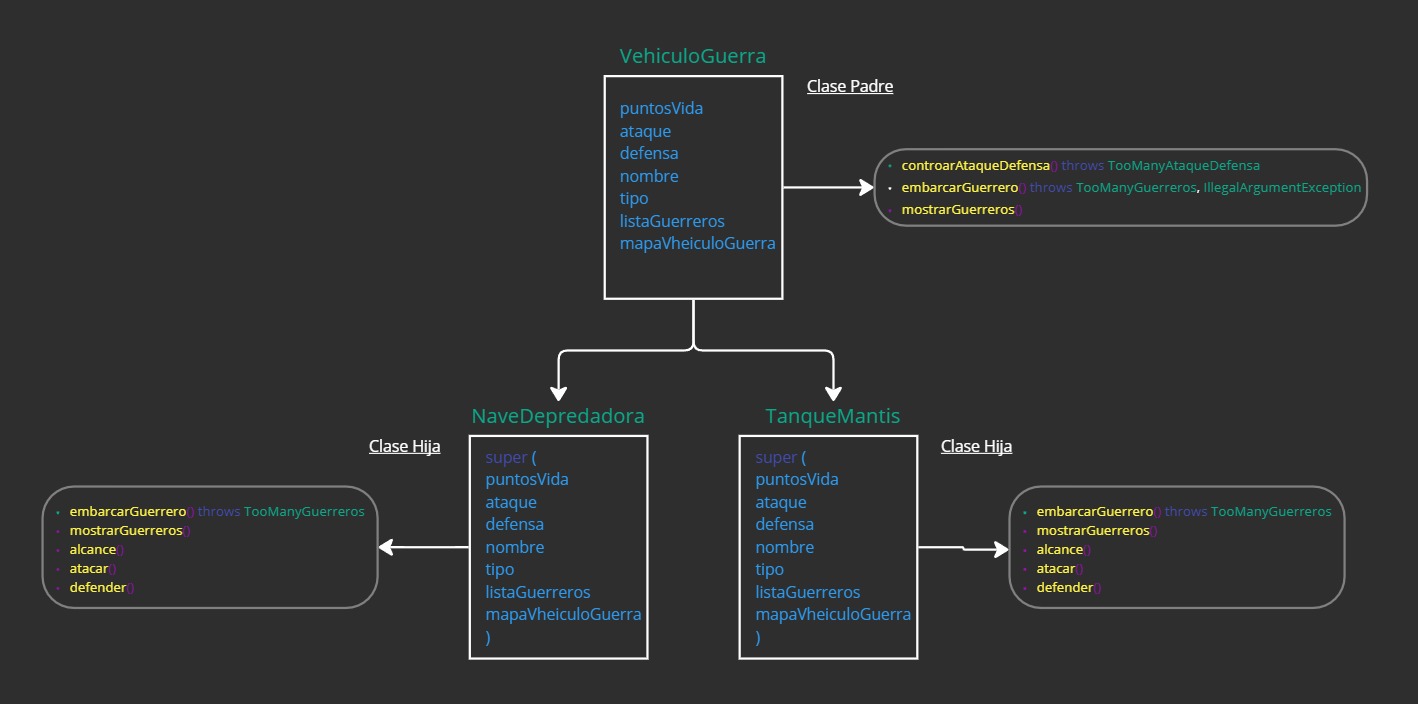 VehiculoGuerra
Clase Padre
puntosVida
ataque
defensa
nombre
tipo
listaGuerreros
mapaVheiculoGuerra
• controarAtaqueDefensa() throws TooManyAtaqueDefensa
• embarcarGuerrero() throws TooManyGuerreros, IllegalArgumentException
• mostrarGuerreros()
NaveDepredadora
Clase Hija
super (
puntosVida
ataque
defensa
nombre
tipo
listaGuerreros
mapaVheiculoGuerra
)
• embarcarGuerrero() throws TooManyGuerreros
• mostrarGuerreros()
• alcance()
• atacar()
• defender()
TanqueMantis
Clase Hija
super (
puntosVida
ataque
defensa
nombre
tipo
listaGuerreros
mapaVheiculoGuerra
)
• embarcarGuerrero() throws TooManyGuerreros
• mostrarGuerreros()
• alcance()
• atacar()
• defender()